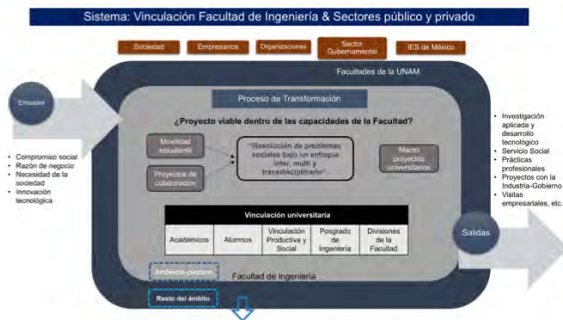 Sistema: Vinculación Facultad de Ingeniería & Sectores público y privado
Sociedad
Empresarios
Organizaciones
Sector
Gubernamental
IES de México
Facultades de la UNAM
Entradas
Proceso de Transformación
¿Proyecto viable dentro de las capacidades de la Facultad?
Movilidad
estudiantil
Proyectos de
colaboración
"Resolución de problemas
sociales bajo un enfoque
inter, multi y
transdisciplinario"
Macro
proyectos
universitarios
• Compromiso social
• Razón de negocio
• Necesidad de la
sociedad
• Innovación
tecnológica
• Investigación
aplicada y
desarrollo
tecnológico
• Servicio Social
• Prácticas
profesionales
• Proyectos con la
Industria-Gobierno
• Visitas
empresariales, etc.
Vinculación universitaria
Académicos
Alumnos
Vinculación
Productiva y
Social
Posgrado
de
Ingeniería
Divisiones
de la
Facultad
Salidas
Ambiente próximo
Facultad de Ingeniería
Resto del ámbito